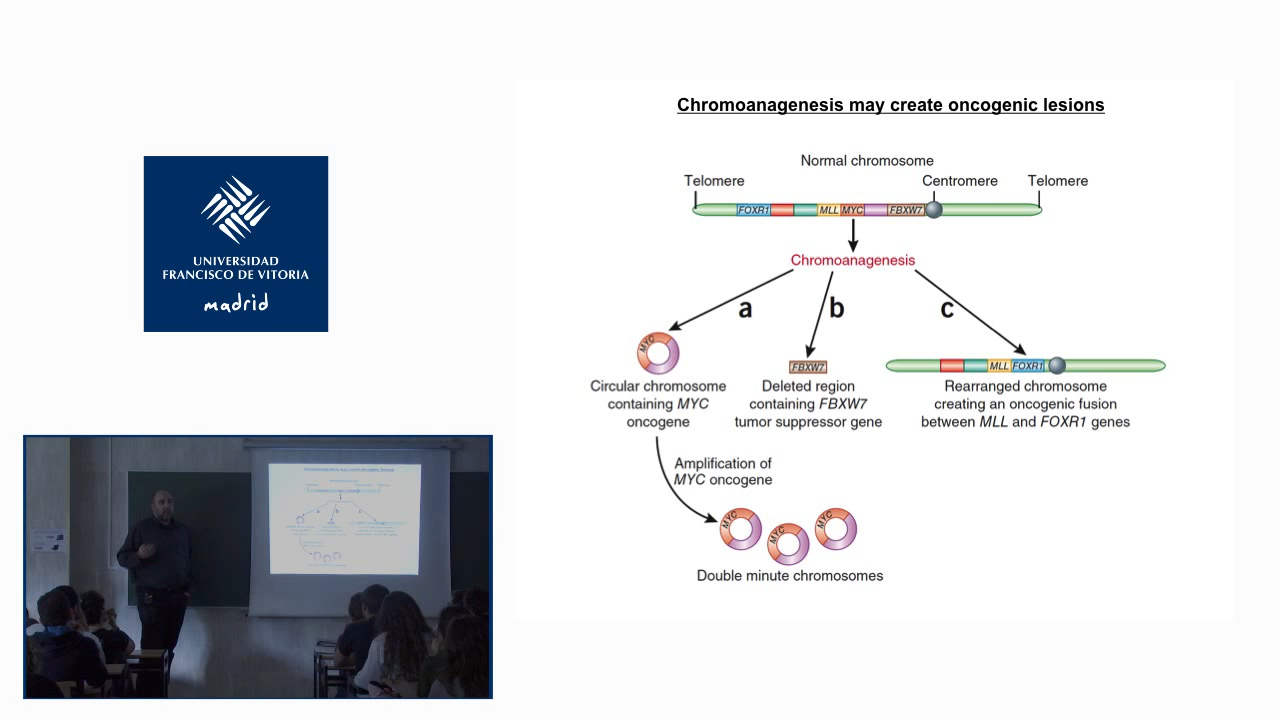 UNIVERSIDAD
FRANCISCO DE VITORIA
madrid
Chromoanagenesis may create oncogenic lesions
Normal chromosome
Telomere
Centromere
Telomere
FOXR1
MLL
MYC
FBXW7
Chromoanagenesis
a
b
c
MYC
FBXW7
MLL
FOXR1
Circular chromosome
containing MYC
oncogene
Deleted region
containing FBXW7
tumor suppressor gene
Rearranged chromosome
creating an oncogenic fusion
between MLL and FOXR1 genes
Amplification of
MYC oncogene
MYC
MYC
MYC
Double minute chromosomes